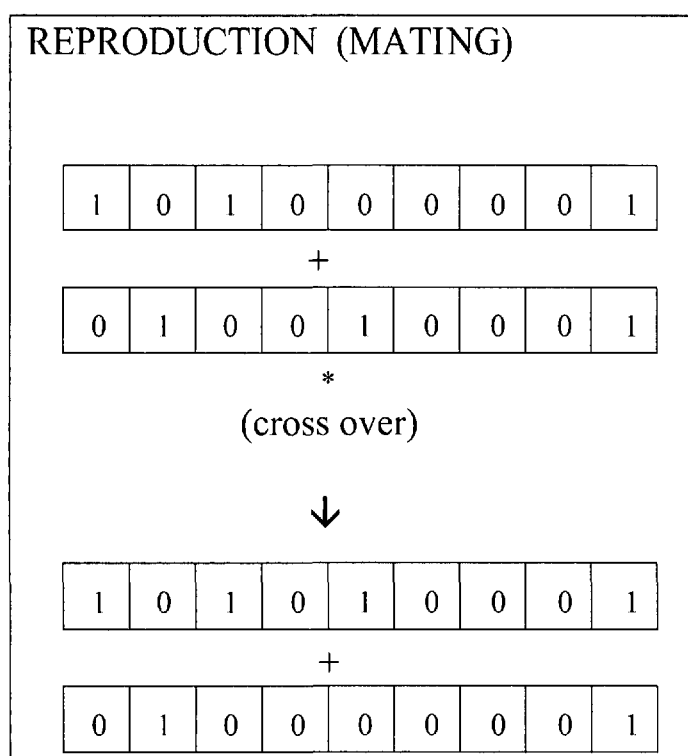 REPRODUCTION (MATING)
1 0 1 0 0 0 0 0 1
+
0 1 0 0 1 0 0 0 1
*
(cross over)
↓
1 0 1 0 1 0 0 0 1
+
0 1 0 0 0 0 0 0 1